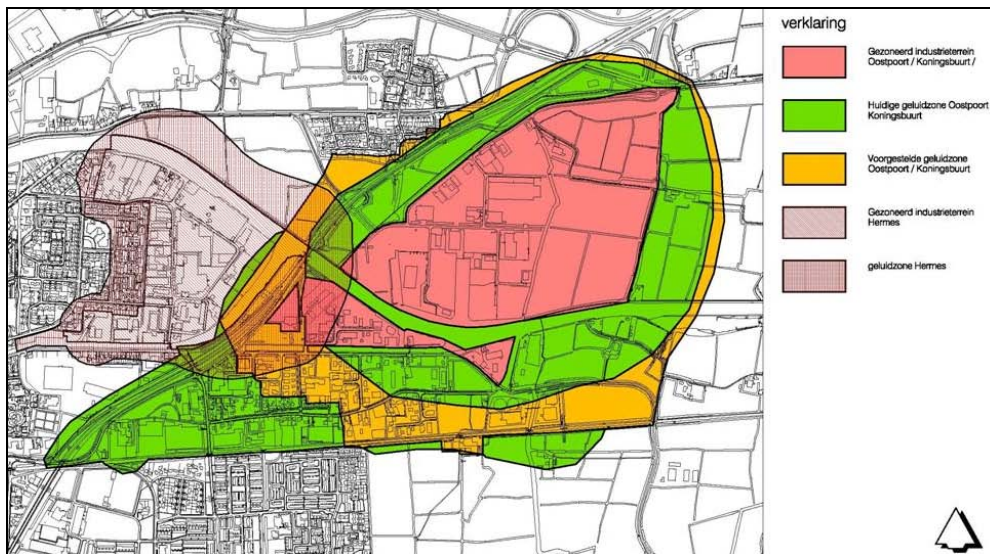 verklaring
Gezoneerd industrieterrein
Oostpoort / Koningsbuurt /
Huidige geluidzone Oostpoort
Koningsbuurt
Voorgestelde geluidzone
Oostpoort / Koningsbuurt
Gezoneerd industrieterrein
Hermes
geluidzone Hermes